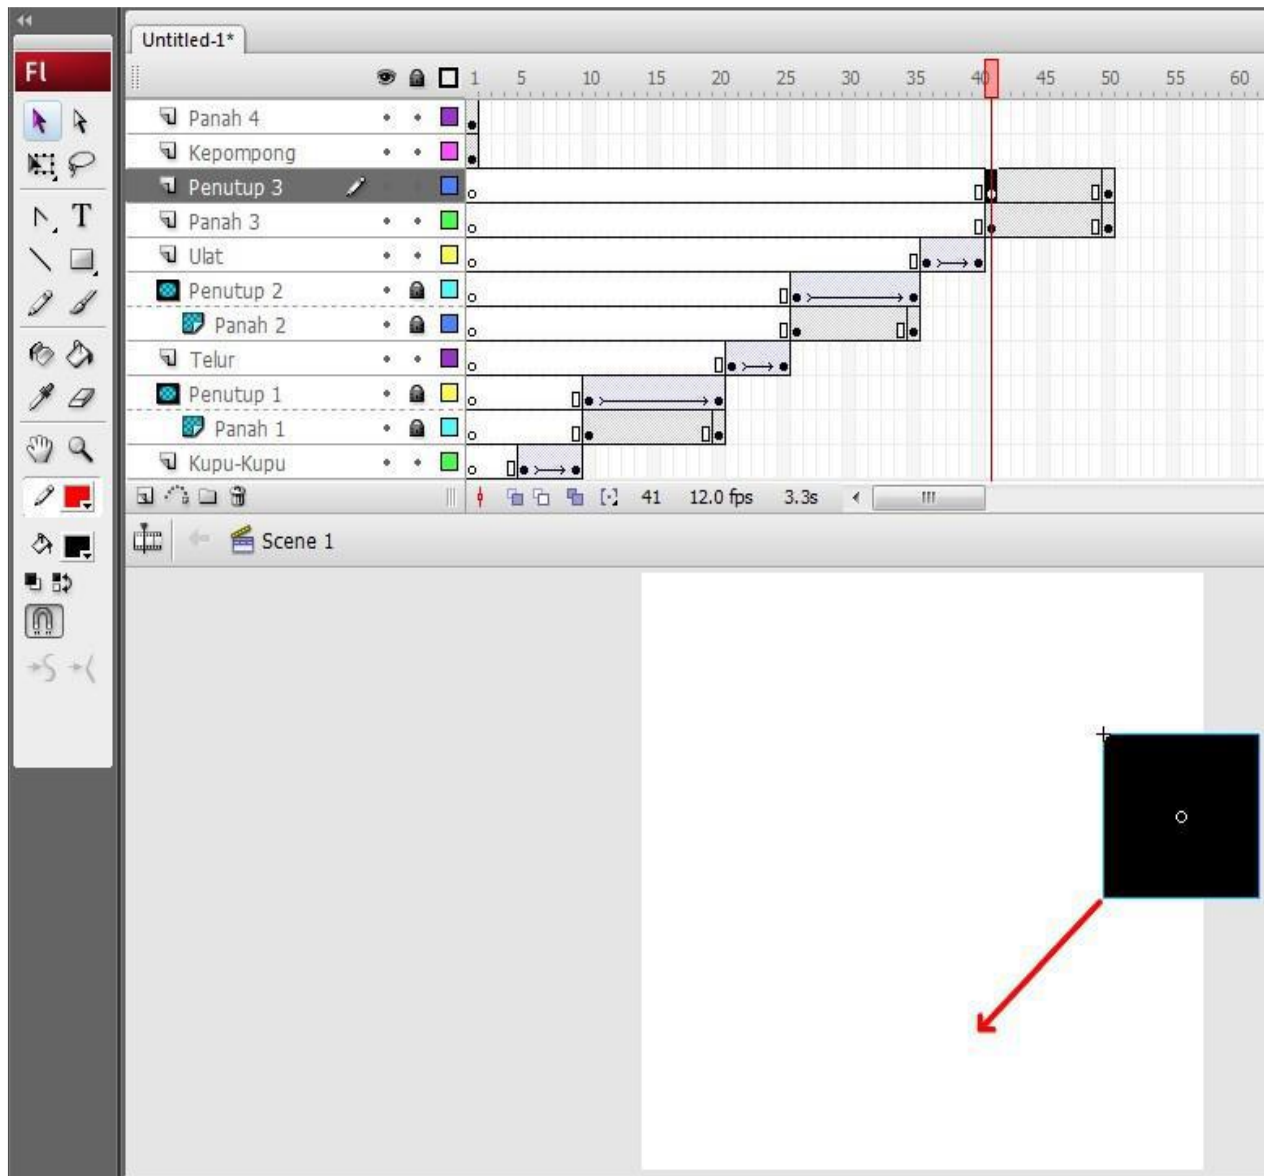 Untitled-1*
Fl
1 5 10 15 20 25 30 35 40 45 50 55 60
Panah 4
Kepompong
Penutup 3
Panah 3
Ulat
Penutup 2
Panah 2
Telur
Penutup 1
Panah 1
Kupu-Kupu
T
41 12.0 fps 3.3s
Scene 1